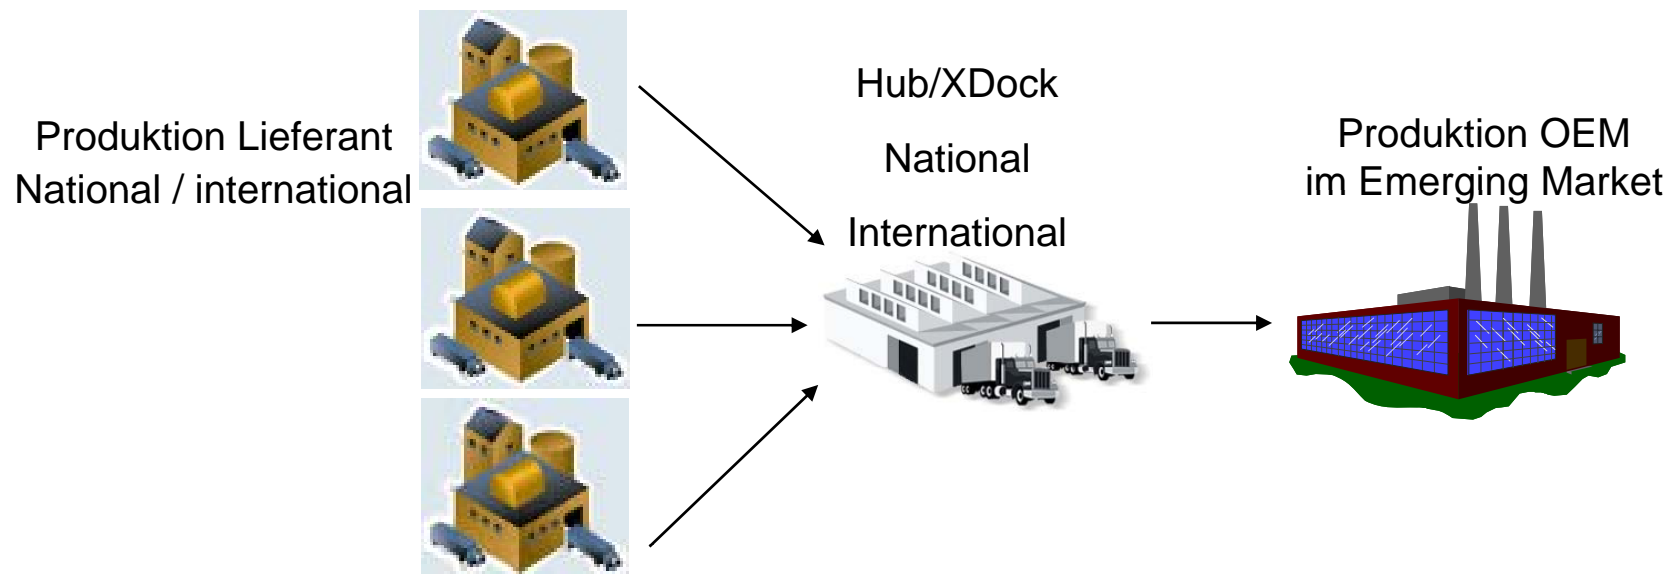 Produktion Lieferant
National / international
Hub/XDock
National
International
Produktion OEM
im Emerging Market